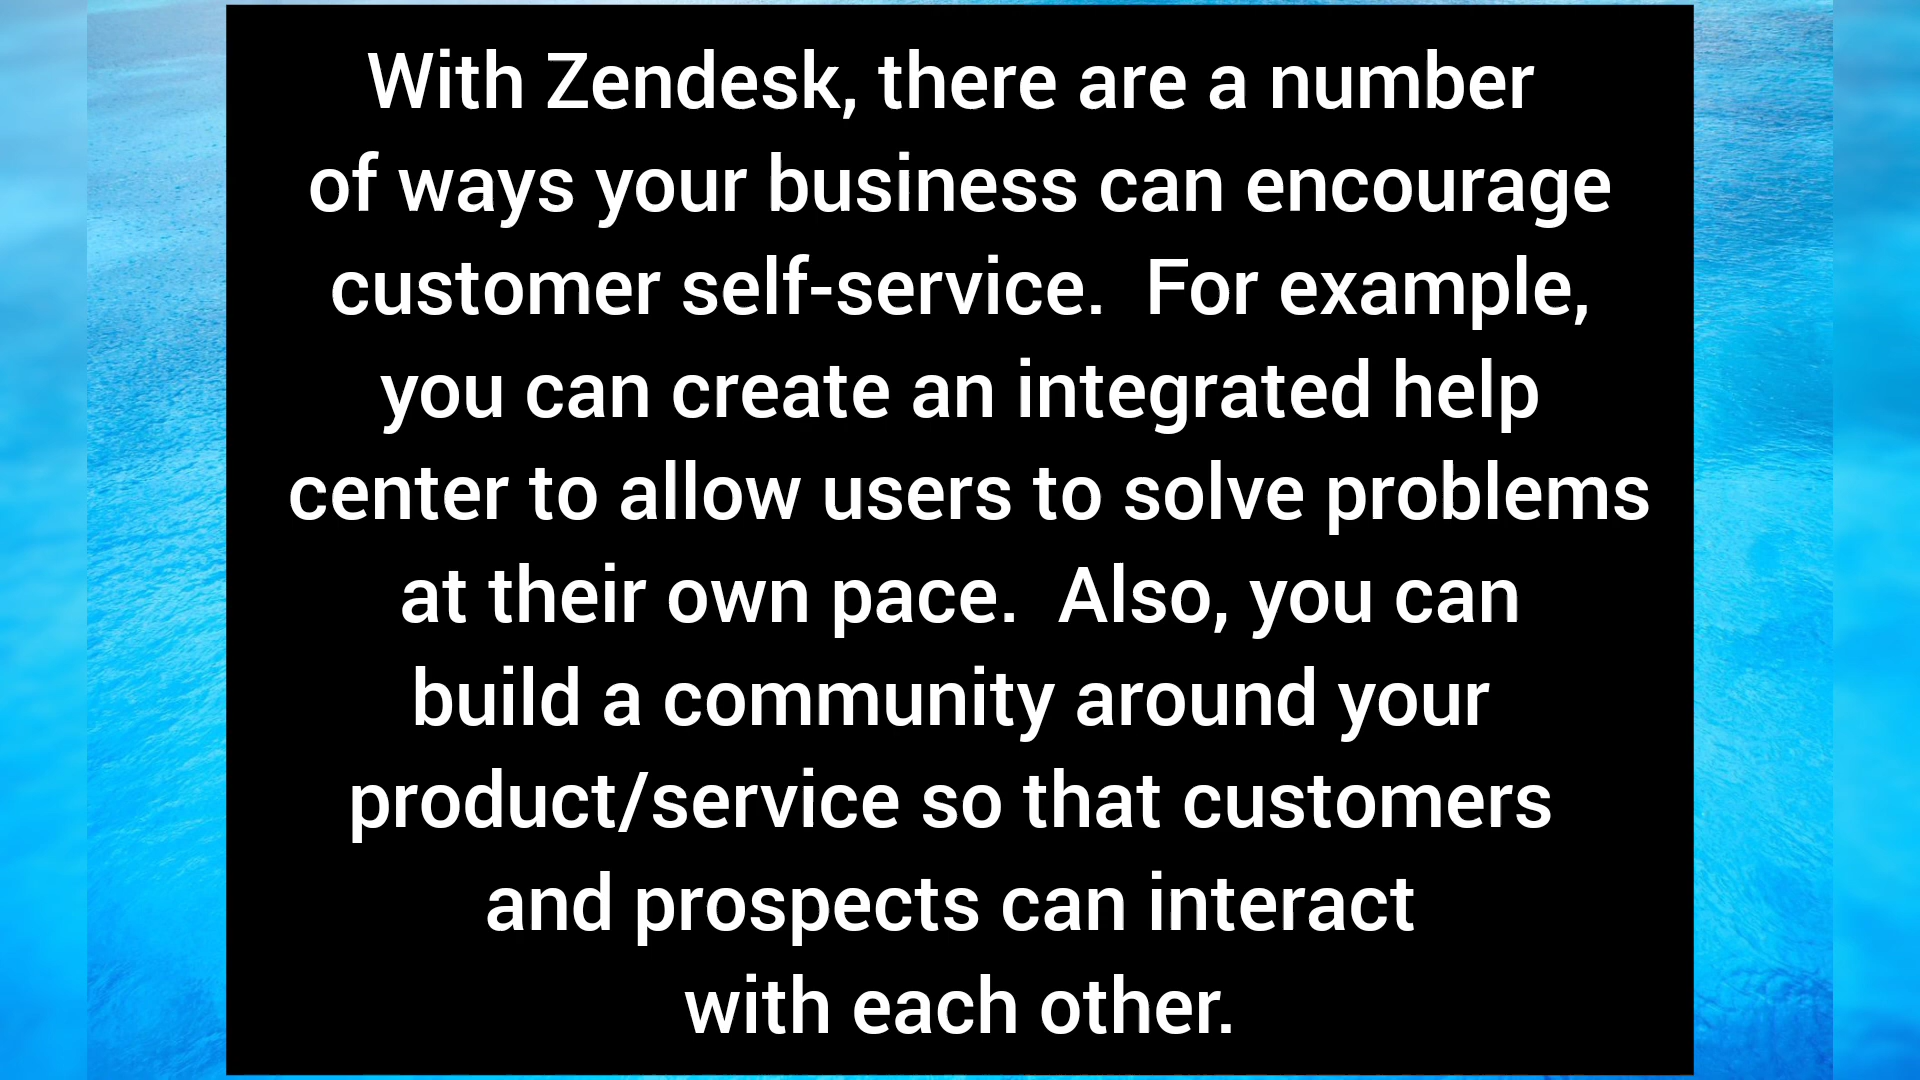 With Zendesk, there are a number
of ways your business can encourage
customer self-service.  For example,
you can create an integrated help
center to allow users to solve problems
at their own pace.  Also, you can
build a community around your
product/service so that customers
and prospects can interact
with each other.